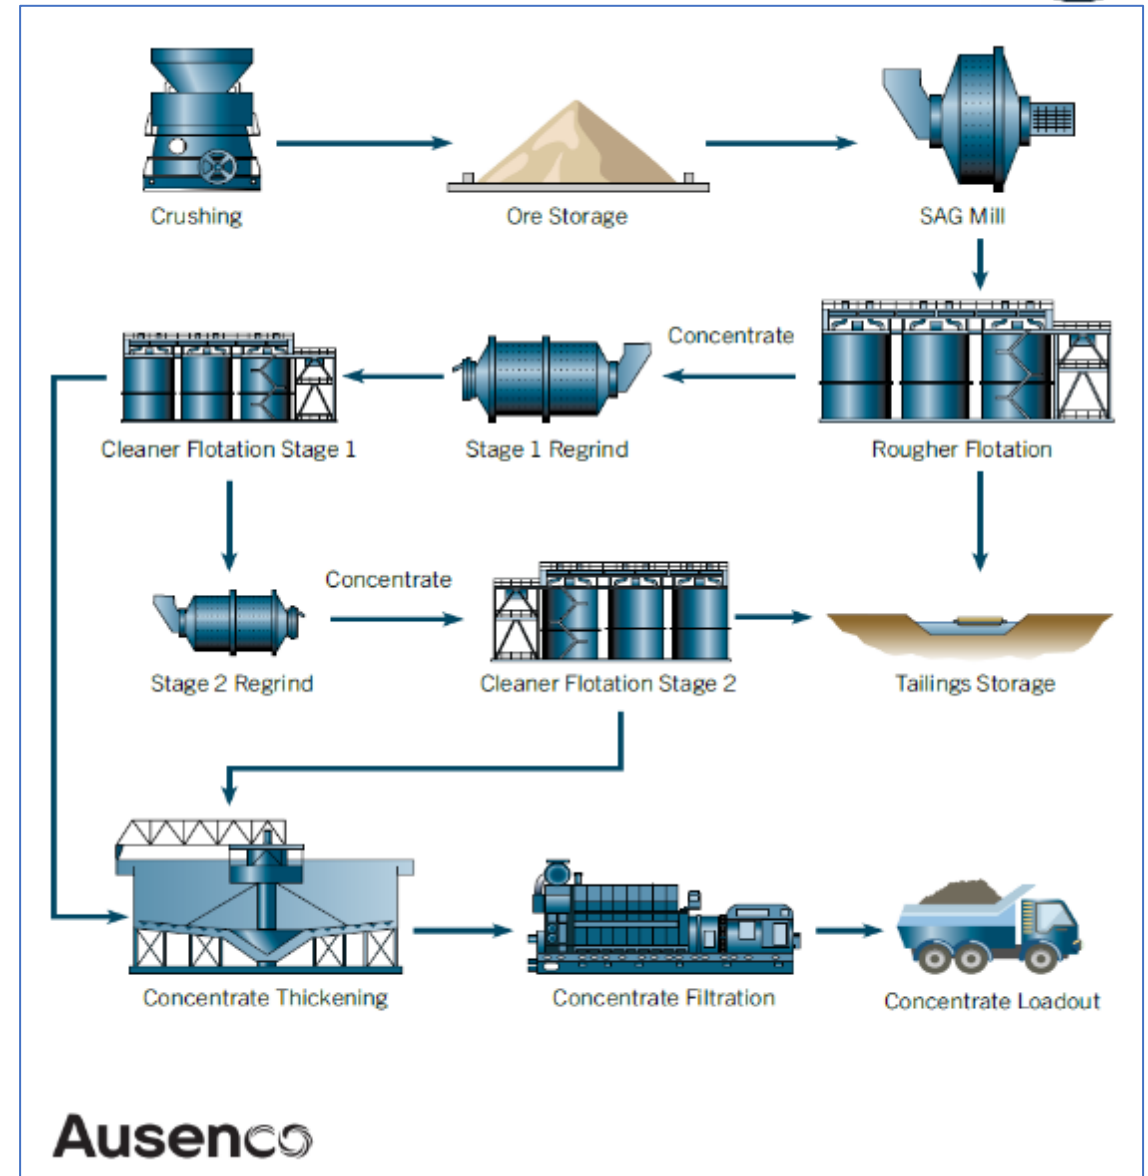 Crushing
Ore Storage
SAG Mill
Concentrate
Cleaner Flotation Stage 1
Stage 1 Regrind
Rougher Flotation
Concentrate
Stage 2 Regrind
Cleaner Flotation Stage 2
Tailings Storage
Concentrate Thickening
Concentrate Filtration
Concentrate Loadout
Ausenco